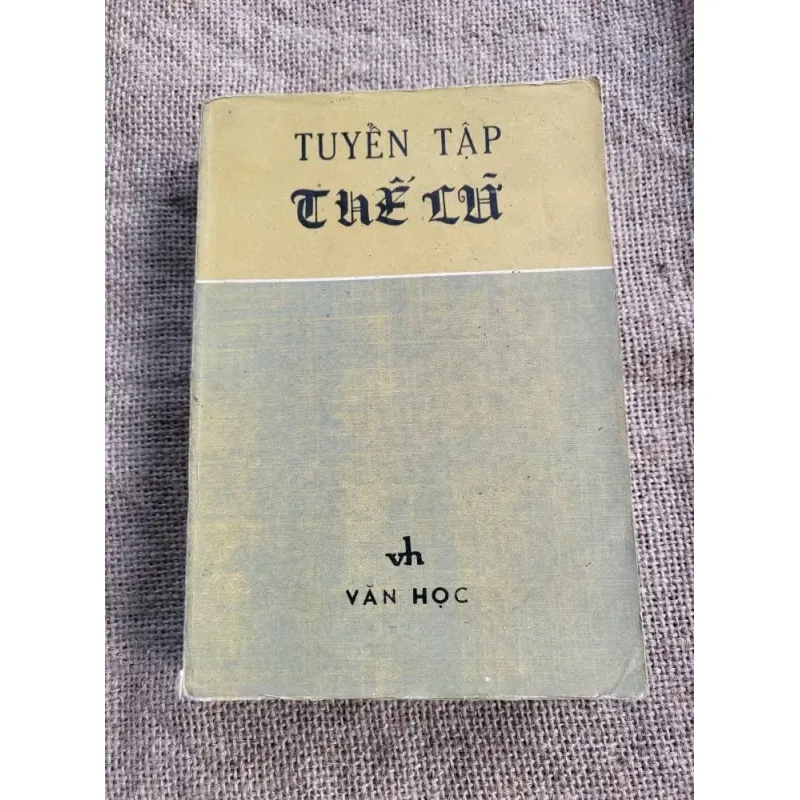 TUYỂN TẬP
THẾ LỮ
vh
VĂN HỌC